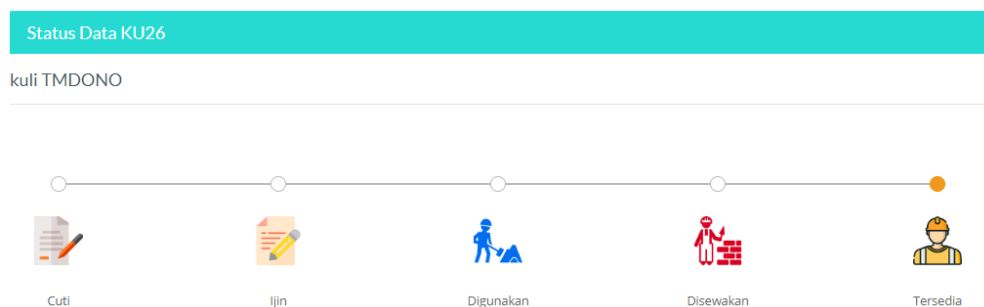 Status Data KU26
kuli TMDONO
Cuti
Ijin
Digunakan
Disewakan
Tersedia